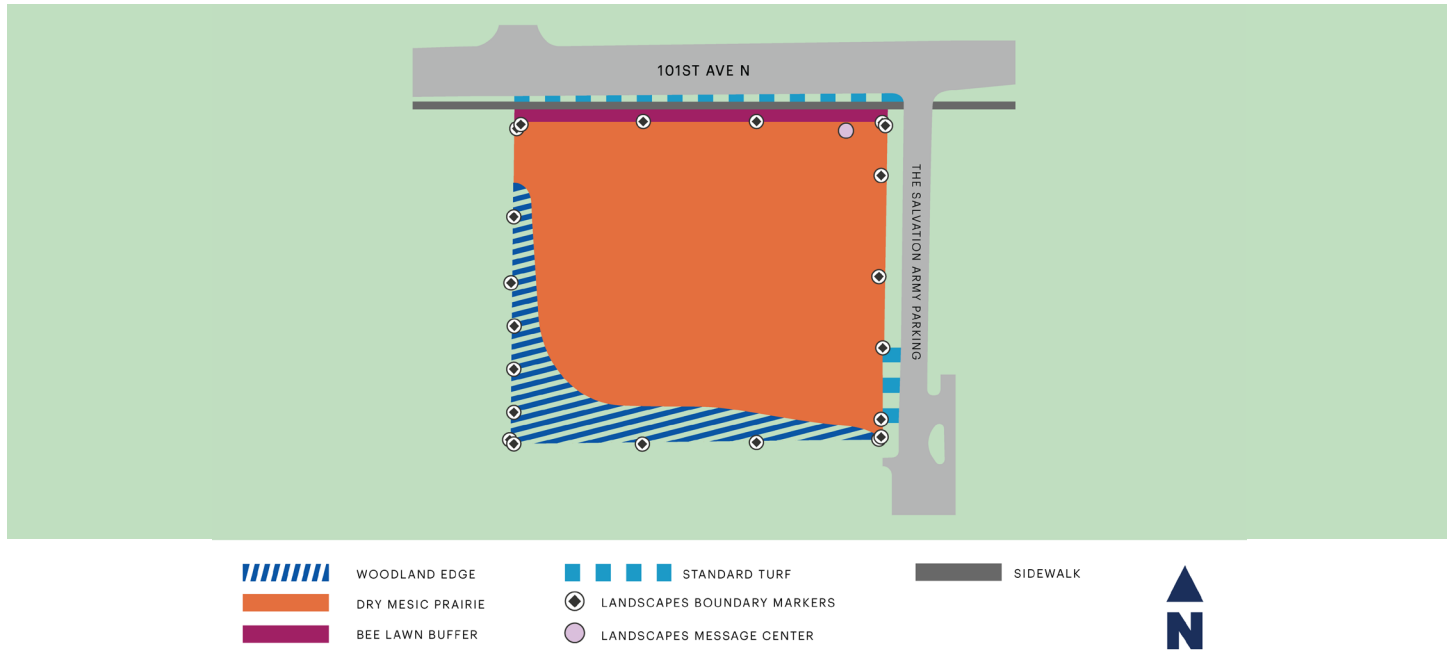 101ST AVE N
THE SALVATION ARMY PARKING
WOODLAND EDGE
DRY MESIC PRAIRIE
BEE LAWN BUFFER
STANDARD TURF
LANDSCAPES BOUNDARY MARKERS
LANDSCAPES MESSAGE CENTER
SIDEWALK
N